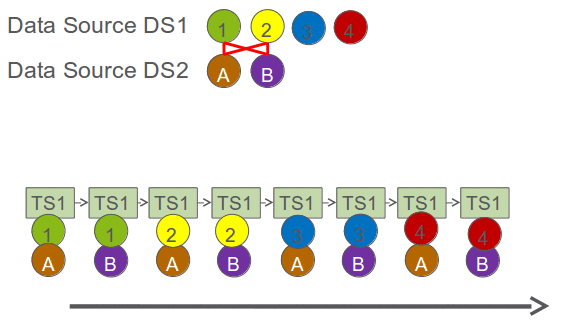 Data Source DS1 1 2 3 4
Data Source DS2 A B
TS1 TS1 TS1 TS1 TS1 TS1 TS1 TS1
1 1 2 2 3 3 4 4
A B A B A B A B